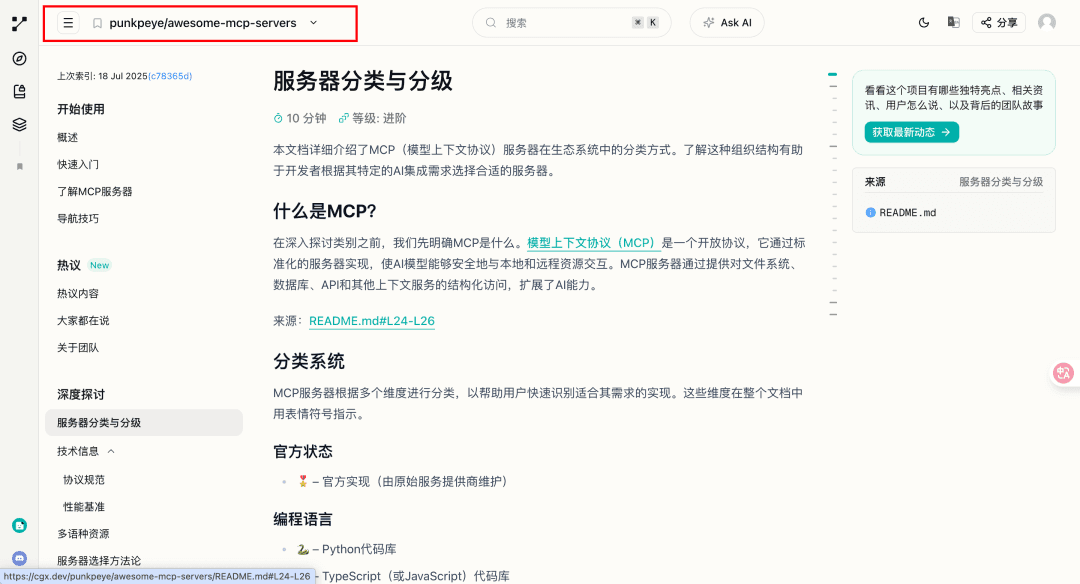 punkpeye/awesome-mcp-servers
搜索
⌘ K
Ask AI
分享
上次索引: 18 Jul 2025(c78365d)
开始使用
概述
快速入门
了解MCP服务器
导航技巧
热议 New
热议内容
大家都在说
关于团队
深度探讨
服务器分类与分级
技术信息
协议规范
性能基准
多语种资源
服务器选择方法论
服务器分类与分级
10 分钟 等级: 进阶
本文档详细介绍了MCP（模型上下文协议）服务器在生态系统中的分类方式。了解这种组织结构有助
于开发者根据其特定的AI集成需求选择合适的服务器。
什么是MCP?
在深入探讨类别之前，我们先明确MCP是什么。模型上下文协议（MCP）是一个开放协议，它通过标
准化的服务器实现，使AI模型能够安全地与本地和远程资源交互。MCP服务器通过提供对文件系统、
数据库、API和其他上下文服务的结构化访问，扩展了AI能力。
来源：README.md#L24-L26
分类系统
MCP服务器根据多个维度进行分类，以帮助用户快速识别适合其需求的实现。这些维度在整个文档中
用表情符号指示。
官方状态
🎖️ – 官方实现（由原始服务提供商维护）
编程语言
🐍 – Python代码库
– TypeScript（或JavaScript）代码库
看看这个项目有哪些独特亮点、相关资
讯、用户怎么说、以及背后的团队故事
获取最新动态 →
来源 服务器分类与分级
README.md
https://cgx.dev/punkpeye/awesome-mcp-servers/README.md#L24-L26